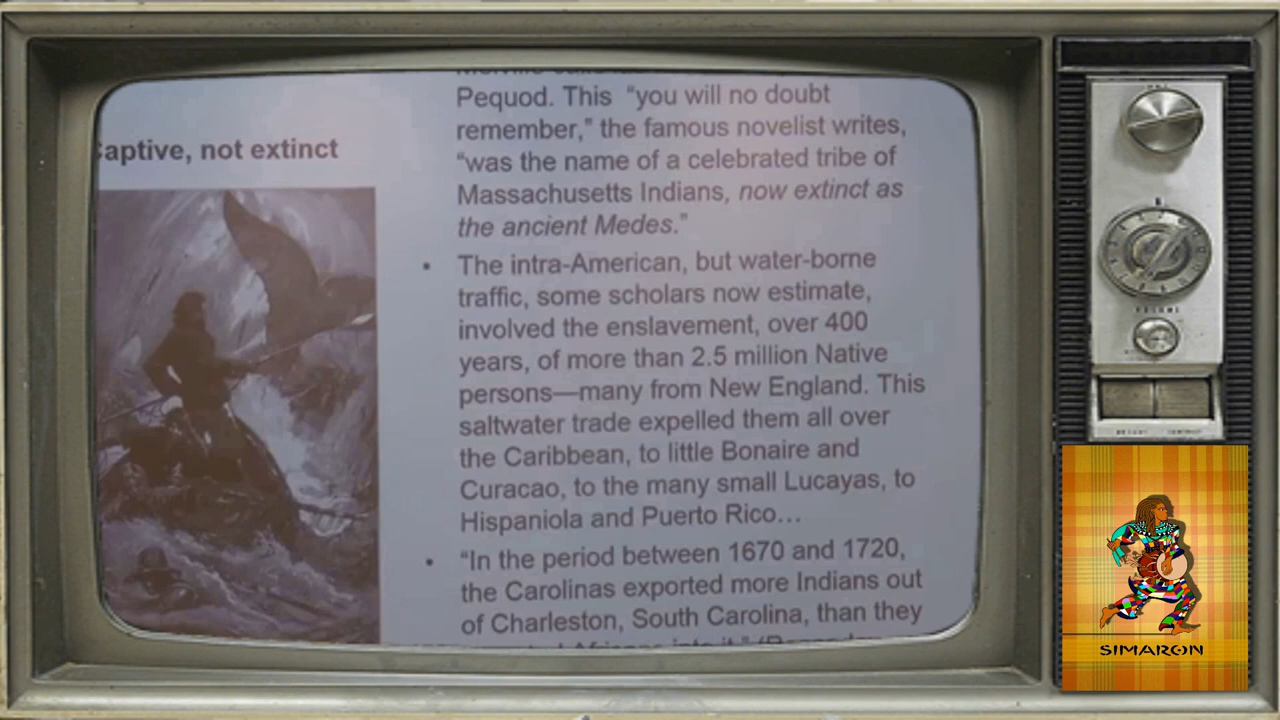 Captive, not extinct
Pequod. This "you will no doubt
remember," the famous novelist writes,
"was the name of a celebrated tribe of
Massachusetts Indians, now extinct as
the ancient Medes."
• The intra-American, but water-borne
traffic, some scholars now estimate,
involved the enslavement, over 400
years, of more than 2.5 million Native
persons—many from New England. This
saltwater trade expelled them all over
the Caribbean, to little Bonaire and
Curacao, to the many small Lucayas, to
Hispaniola and Puerto Rico…
• "In the period between 1670 and 1720,
the Carolinas exported more Indians out
of Charleston, South Carolina, than they
VOLUME
SIMARON